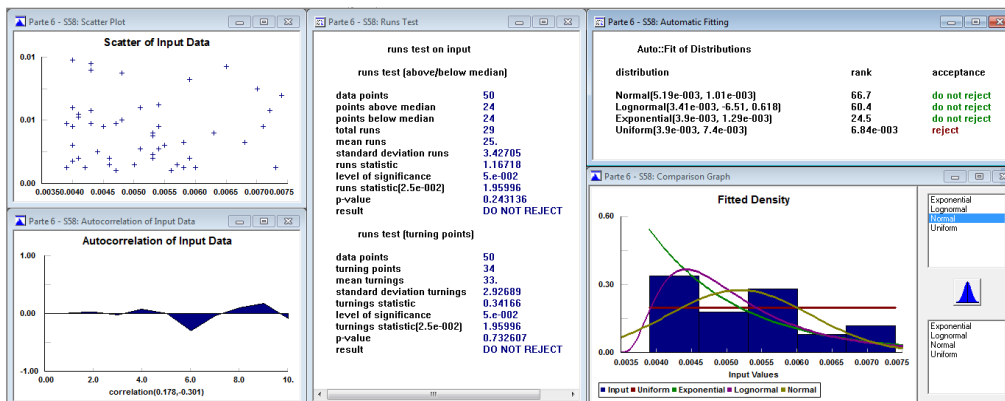 Parte 6 - S58: Scatter Plot
Scatter of Input Data
0.01
0.01
0.00
0.0035 0.0040 0.0045 0.0050 0.0055 0.0060 0.0065 0.0070 0.0075
Parte 6 - S58: Autocorrelation of Input Data
Autocorrelation of Input Data
1.00
0.00
-1.00
2.0 4.0 6.0 8.0 10.
correlation(0.178,-0.301)
Parte 6 - S58: Runs Test
runs test on input
runs test (above/below median)
data points 50
points above median 24
points below median 24
total runs 29
mean runs 25.
standard deviation runs 3.42705
runs statistic 1.16718
level of significance 5.e-002
runs statistic(2.5e-002) 1.95996
p-value 0.243136
result DO NOT REJECT
runs test (turning points)
data points 50
turning points 34
mean turnings 33.
standard deviation turnings 2.92689
turnings statistic 0.34166
level of significance 5.e-002
turnings statistic(2.5e-002) 1.95996
p-value 0.732607
result DO NOT REJECT
Parte 6 - S58: Automatic Fitting
Auto::Fit of Distributions
distribution rank acceptance
Normal(5.19e-003, 1.01e-003) 66.7 do not reject
Lognormal(3.41e-003, -6.51, 0.618) 60.4 do not reject
Exponential(3.9e-003, 1.29e-003) 24.5 do not reject
Uniform(3.9e-003, 7.4e-003) 6.84e-003 reject
Parte 6 - S58: Comparison Graph
Fitted Density
0.60
0.30
0.00
0.0035 0.0040 0.0045 0.0050 0.0055 0.0060 0.0065 0.0070 0.0075
Input Values
Input Uniform Exponential Lognormal Normal
Exponential
Lognormal
Normal
Uniform
Exponential
Lognormal
Normal
Uniform